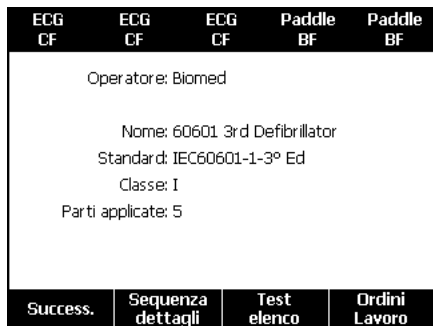 ECG ECG ECG Paddle Paddle
CF CF CF BF BF
Operatore: Biomed
Nome: 60601 3rd Defibrillator
Standard: IEC60601-1-3º Ed
Classe: I
Parti applicate: 5
Success. Sequenza dettagli Test elenco Ordini Lavoro